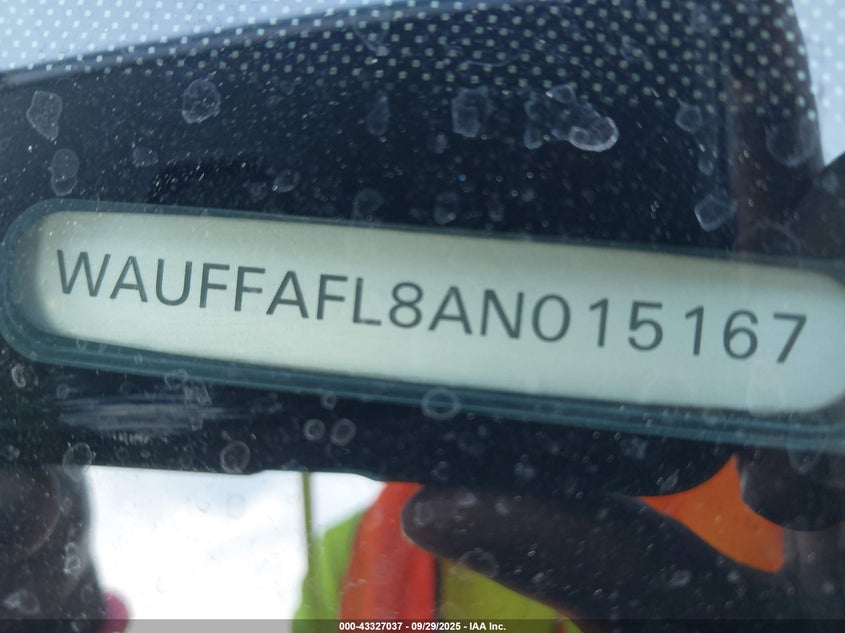 WAUFFAFL8AN015167
000-43327037 - 09/29/2025 - IAA Inc.